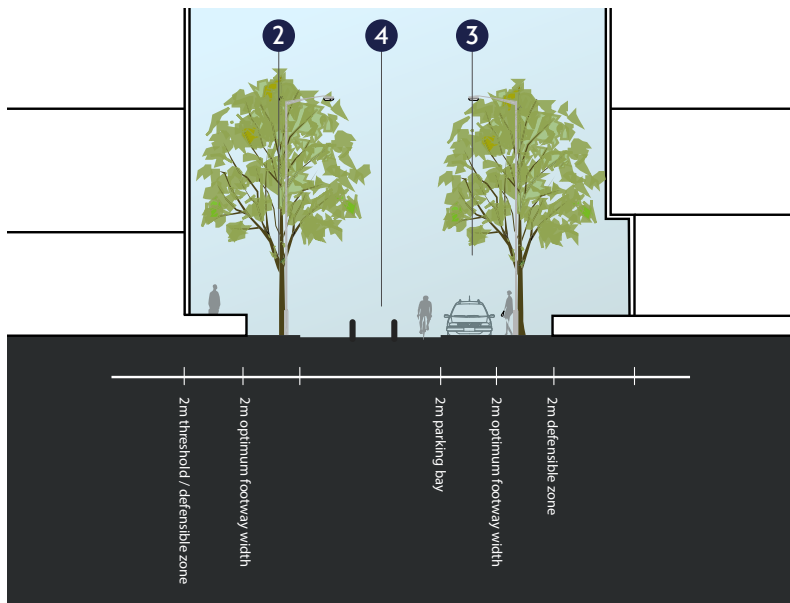 2
4
3
2m threshold / defensible zone
2m optimum footway width
2m parking bay
2m optimum footway width
2m defensible zone